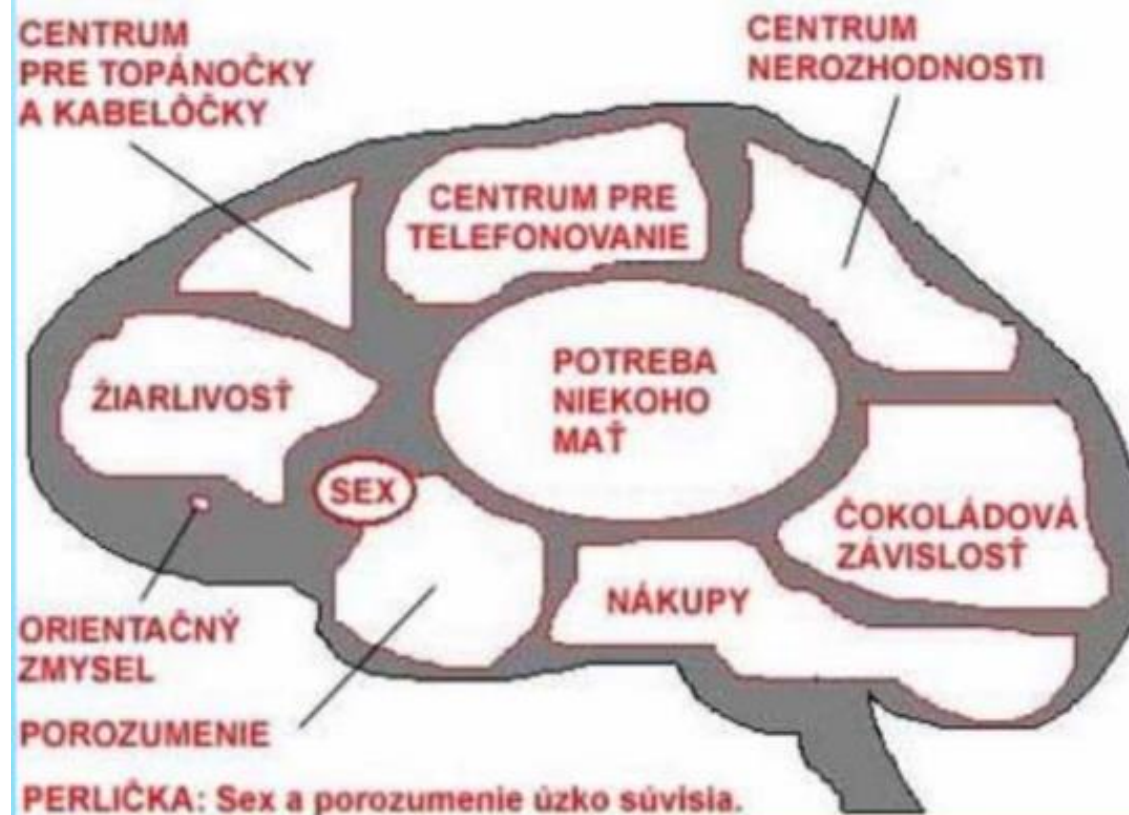 CENTRUM
PRE TOPÁNOČKY
A KABELÔČKY
CENTRUM
NEROZHODNOSTI
CENTRUM PRE
TELEFONOVANIE
ŽIARLIVOSŤ
POTREBA
NIEKOHO
MAŤ
SEX
ČOKOLÁDOVÁ
ZÁVISLOSŤ
NÁKUPY
ORIENTAČNÝ
ZMYSEL
POROZUMENIE
PERLIČKA: Sex a porozumenie úzko súvisia.